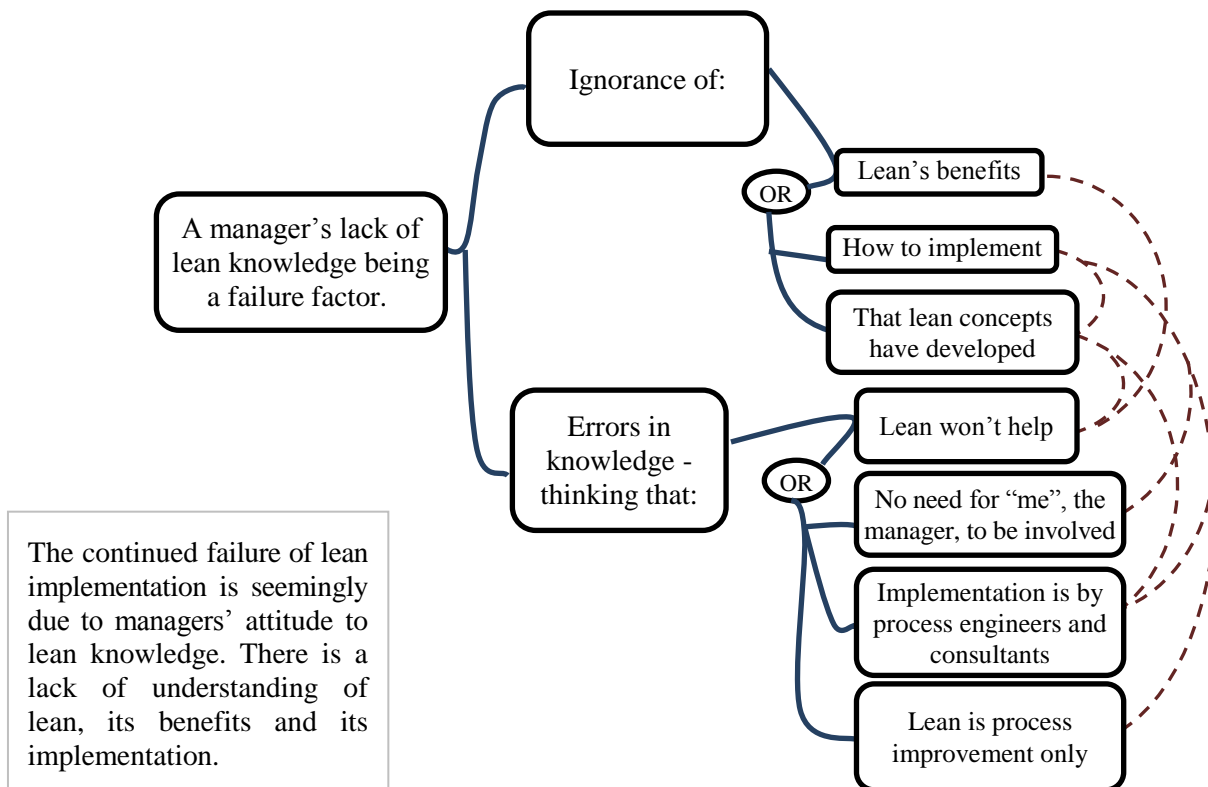 Ignorance of:
Lean’s benefits
OR
A manager’s lack of
lean knowledge being
a failure factor.
How to implement
That lean concepts
have developed
Errors in
knowledge -
thinking that:
Lean won’t help
OR
No need for “me”, the
manager, to be involved
Implementation is by
process engineers and
consultants
Lean is process
improvement only
The continued failure of lean
implementation is seemingly
due to managers’ attitude to
lean knowledge. There is a
lack of understanding of
lean, its benefits and its
implementation.